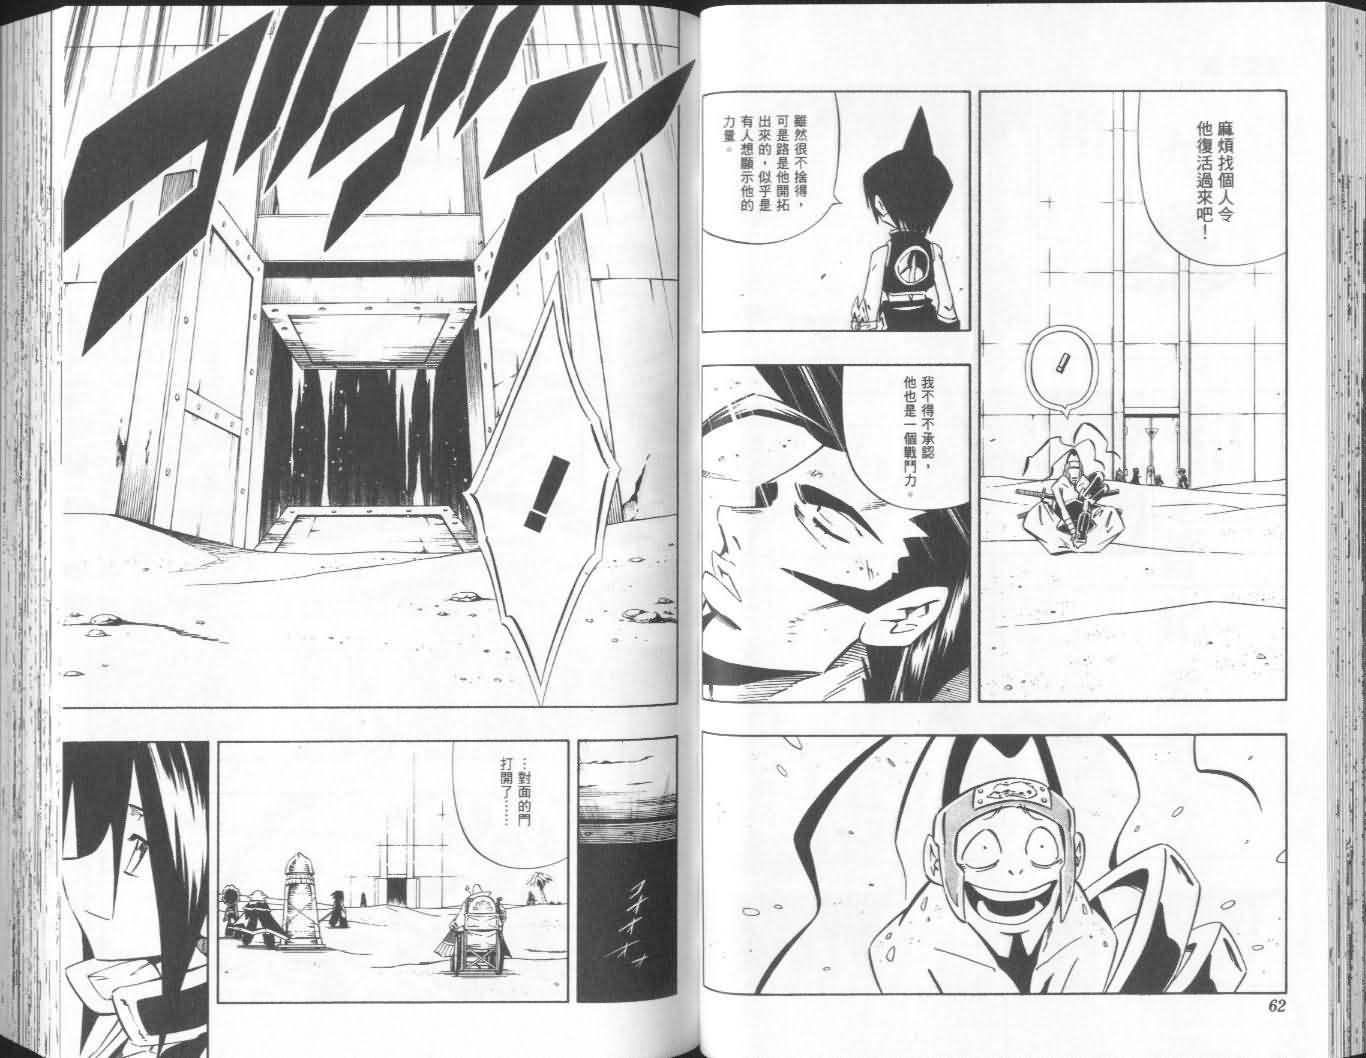 麻煩找個人令
他復活過來吧！
！
雖然很不捨得，
可是路是他開拓
出來的，似乎是
有人想顯示他的
力量。
我不得不承認，
他也是一個戰鬥力。
62
ゴゴゴ
！
コオオオオ
…對面的門
打開了……